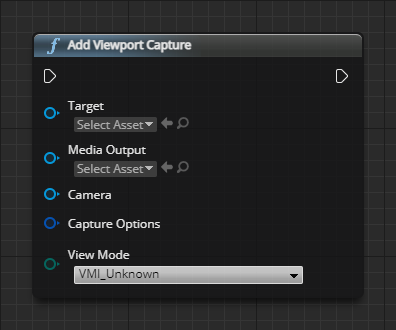 f Add Viewport Capture
Target
Select Asset
Media Output
Select Asset
Camera
Capture Options
View Mode
VMI_Unknown